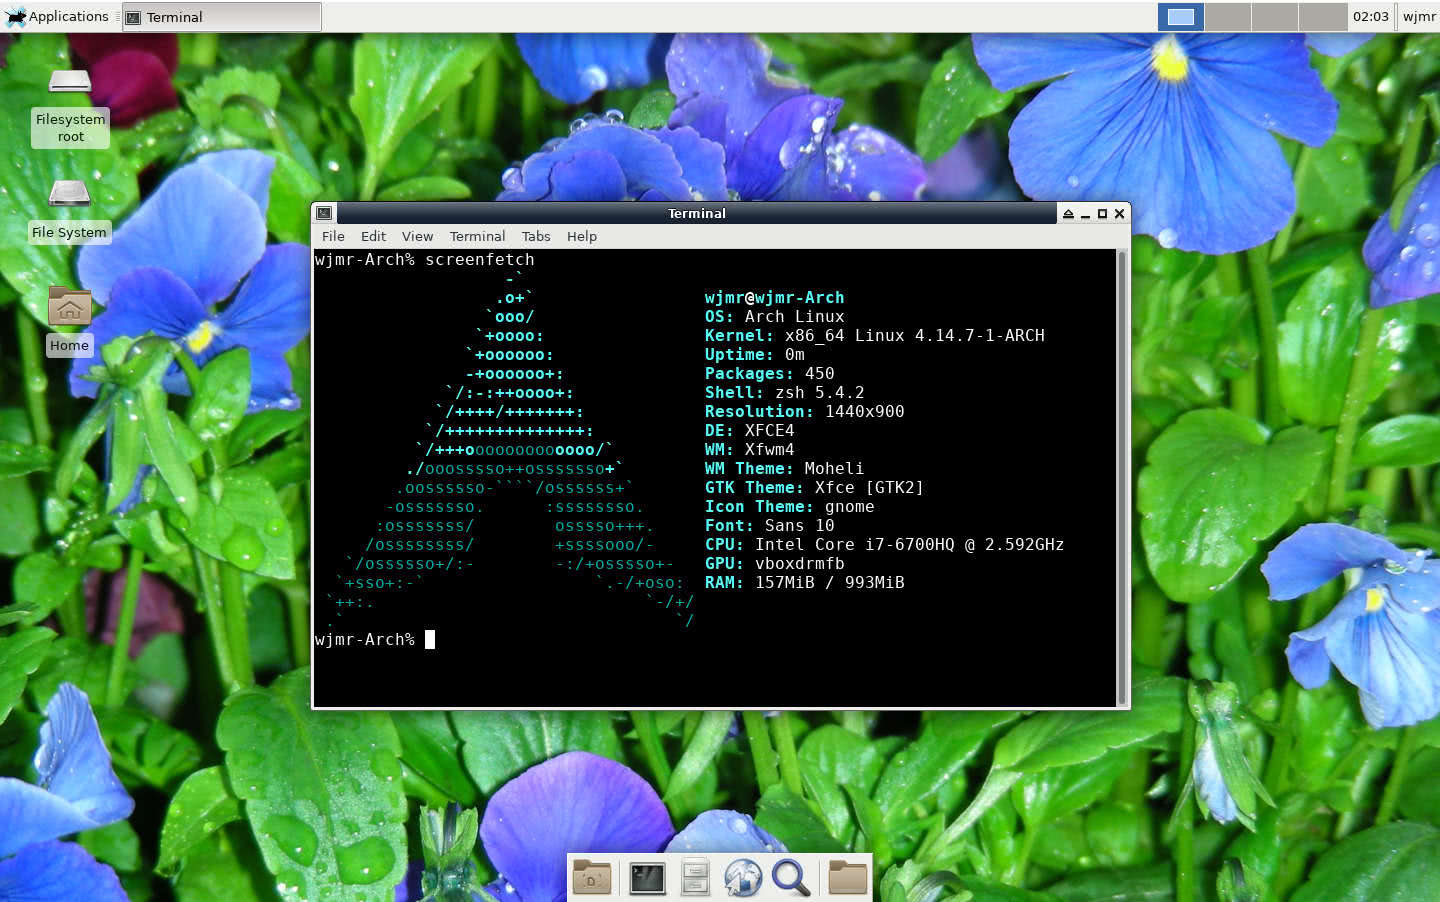 Applications
Terminal
02:03
wjmr
Filesystem
root
File System
Home
Terminal
File Edit View Terminal Tabs Help
wjmr-Arch% screenfetch
                   -`
                  .o+`                 wjmr@wjmr-Arch
                 `ooo/                 OS: Arch Linux
                `+oooo:                Kernel: x86_64 Linux 4.14.7-1-ARCH
               `+oooooo:               Uptime: 0m
               -+oooooo+:              Packages: 450
             `/:-:++oooo+:             Shell: zsh 5.4.2
            `/++++/+++++++:            Resolution: 1440x900
           `/++++++++++++++:           DE: XFCE4
          `/+++ooooooooooooo/`         WM: Xfwm4
         ./ooosssso++osssssso+`        WM Theme: Moheli
        .oossssso-````/ossssss+`       GTK Theme: Xfce [GTK2]
       -osssssso.      :ssssssso.      Icon Theme: gnome
      :osssssss/        osssso+++.     Font: Sans 10
     /ossssssss/        +ssssooo/-     CPU: Intel Core i7-6700HQ @ 2.592GHz
   `/ossssso+/:-        -:/+osssso+-   GPU: vboxdrmfb
  `+sso+:-`                 `.-/+oso:  RAM: 157MiB / 993MiB
 `++:.                           `-/+/
 .`                                 `/
wjmr-Arch%